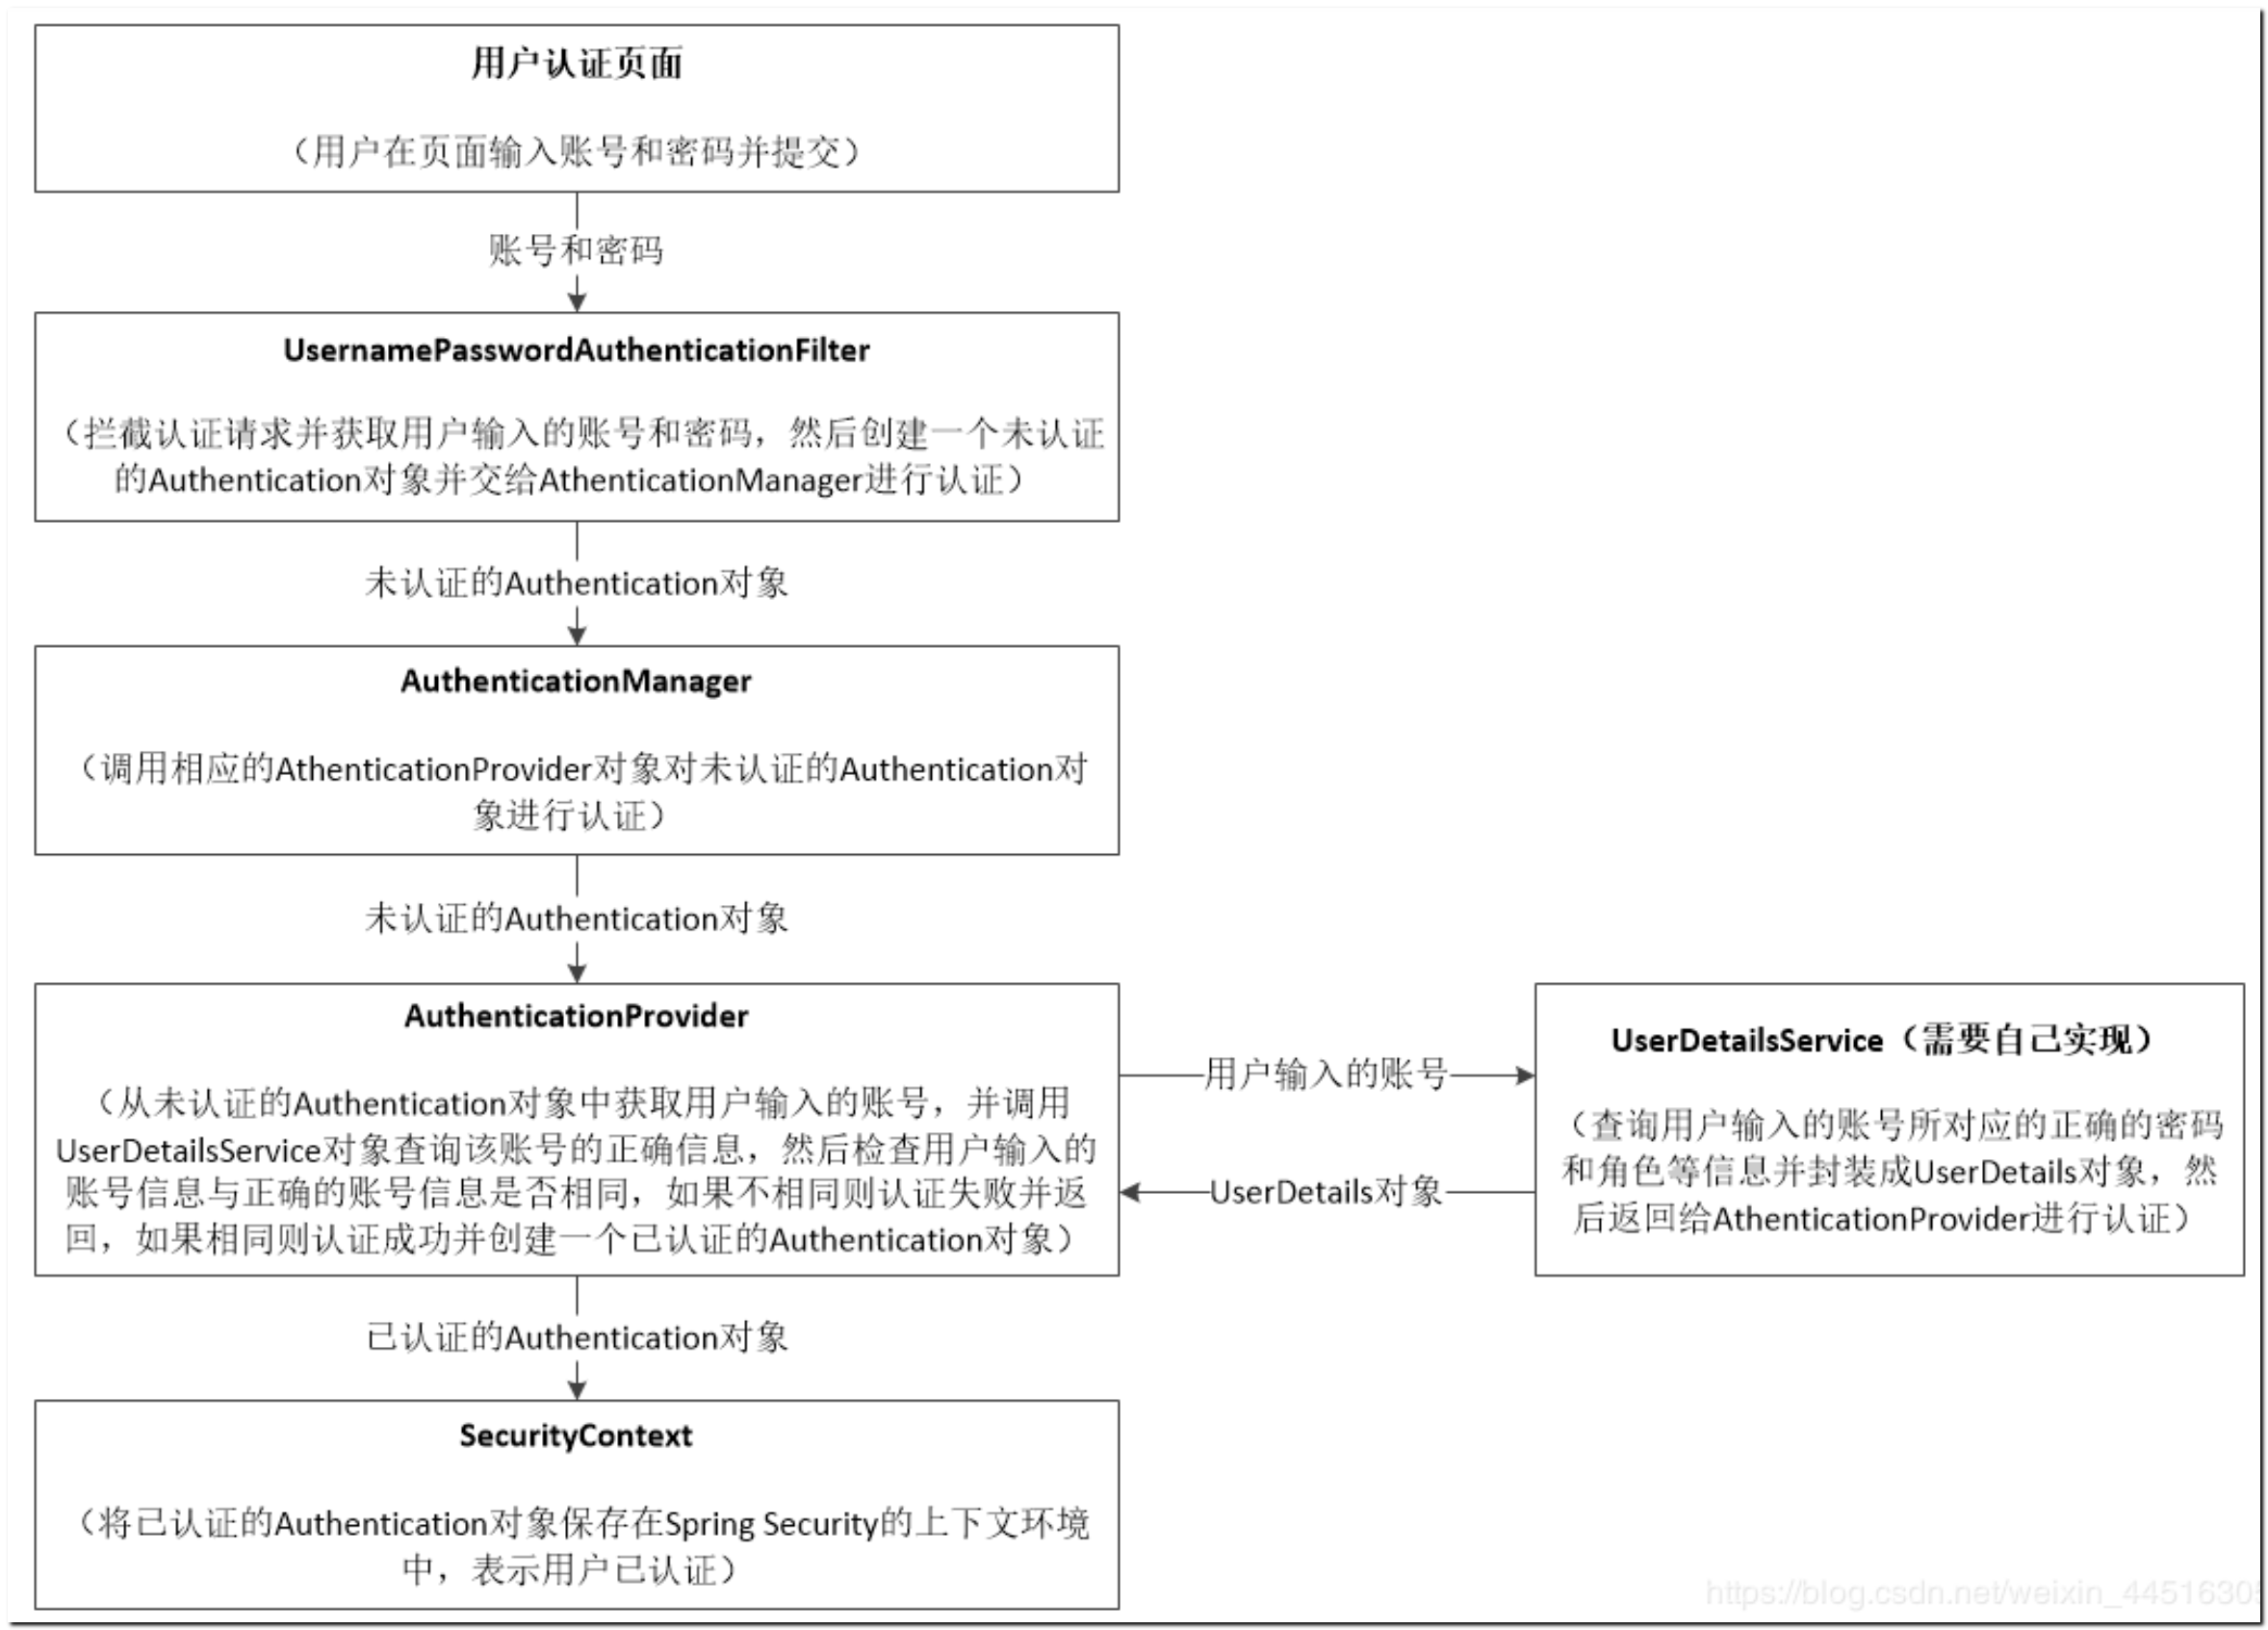 用户认证页面
（用户在页面输入账号和密码并提交）
账号和密码
UsernamePasswordAuthenticationFilter
（拦截认证请求并获取用户输入的账号和密码，然后创建一个未认证
的Authentication对象并交给AthenticationManager进行认证）
未认证的Authentication对象
AuthenticationManager
（调用相应的AthenticationProvider对象对未认证的Authentication对
象进行认证）
未认证的Authentication对象
AuthenticationProvider
（从未认证的Authentication对象中获取用户输入的账号，并调用
UserDetailsService对象查询该账号的正确信息，然后检查用户输入的
账号信息与正确的账号信息是否相同，如果不相同则认证失败并返
回，如果相同则认证成功并创建一个已认证的Authentication对象）
用户输入的账号
UserDetails对象
UserDetailsService（需要自己实现）
（查询用户输入的账号所对应的正确的密码
和角色等信息并封装成UserDetails对象，然
后返回给AthenticationProvider进行认证）
已认证的Authentication对象
SecurityContext
（将已认证的Authentication对象保存在Spring Security的上下文环境
中，表示用户已认证）
https://blog.csdn.net/weixin_4451630